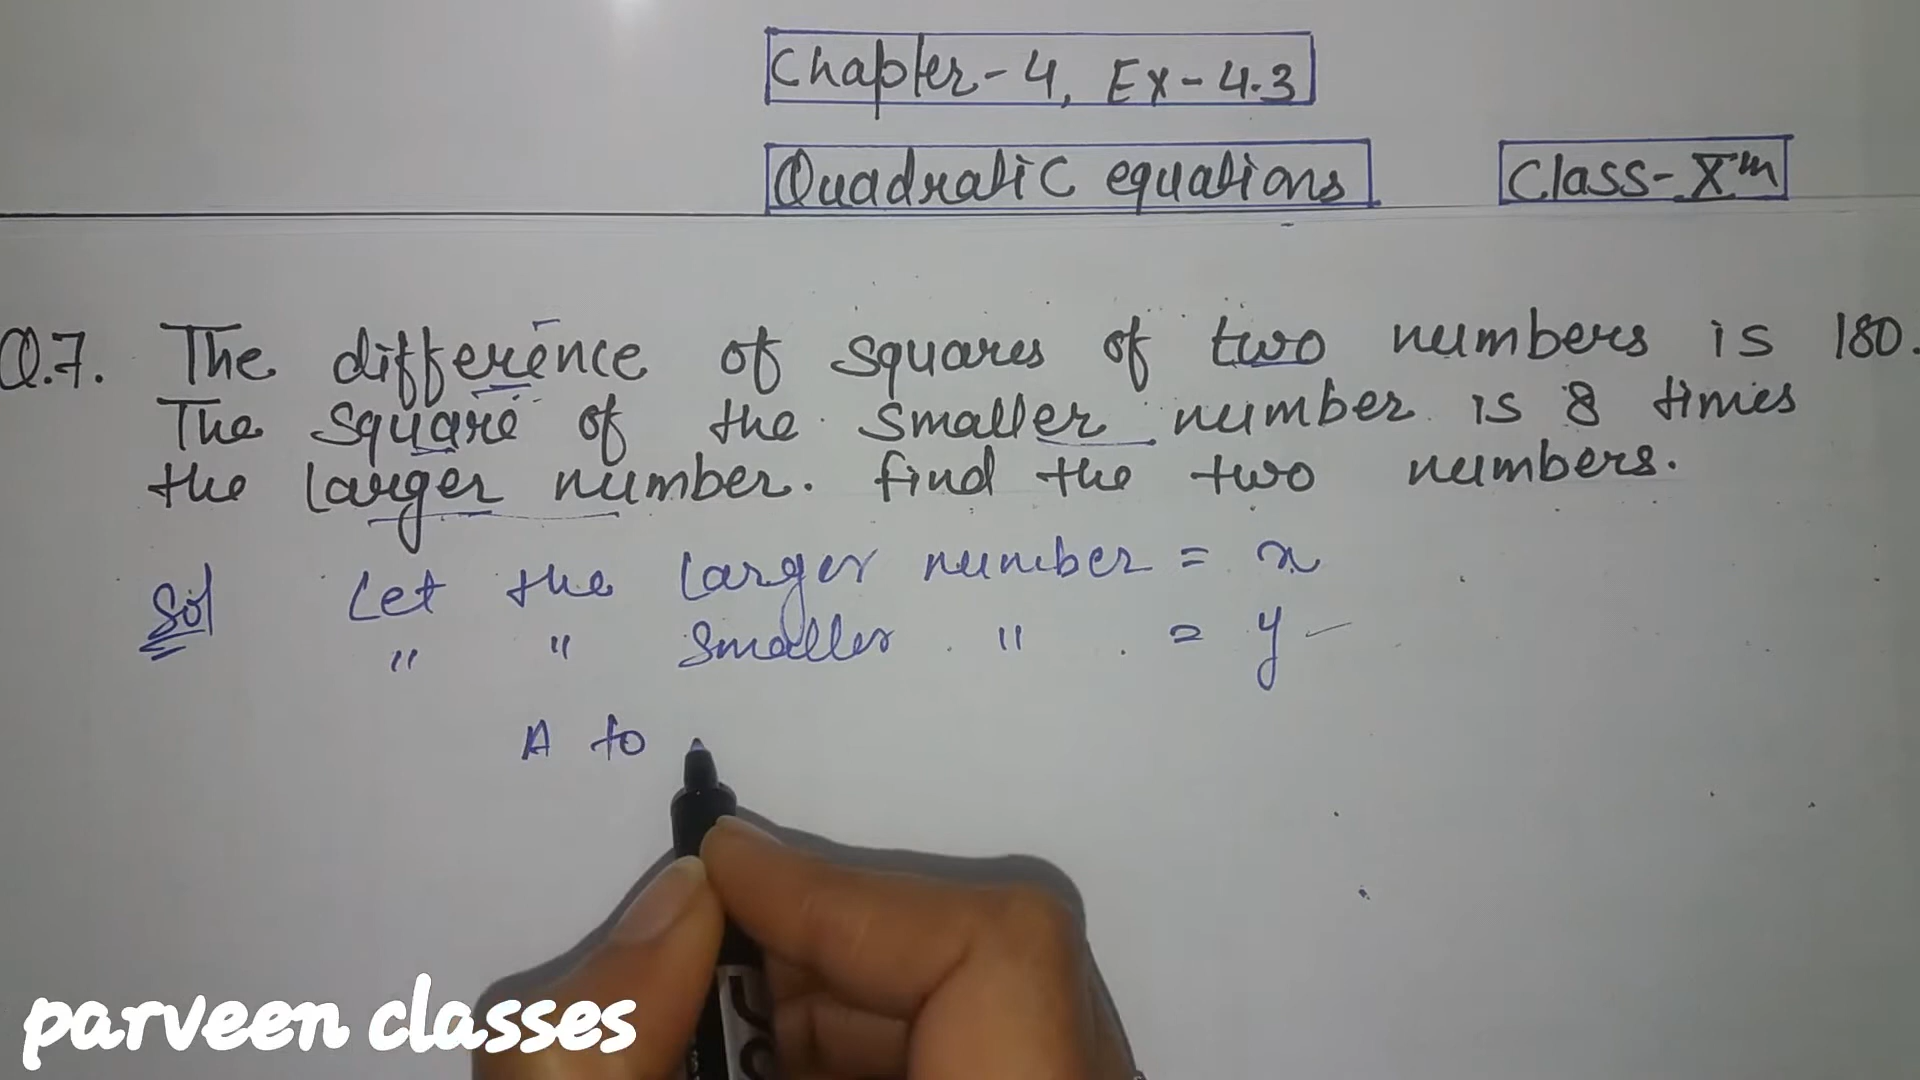 Chapter-4, Ex-4.3
Quadratic equations
Class-Xth
Q.7. The difference of squares of two numbers is 180.
The square of the smaller number is 8 times
the larger number. find the two numbers.
Sol Let the larger number = x
" " Smaller " = y
A to
parveen classes